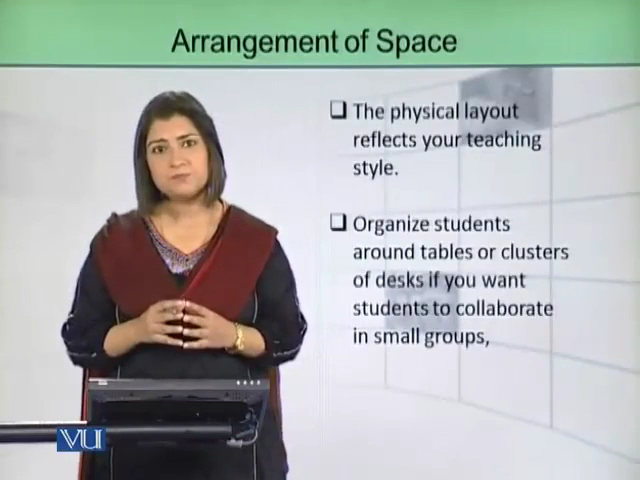 Arrangement of Space
❑ The physical layout
reflects your teaching
style.
❑ Organize students
around tables or clusters
of desks if you want
students to collaborate
in small groups,
VU